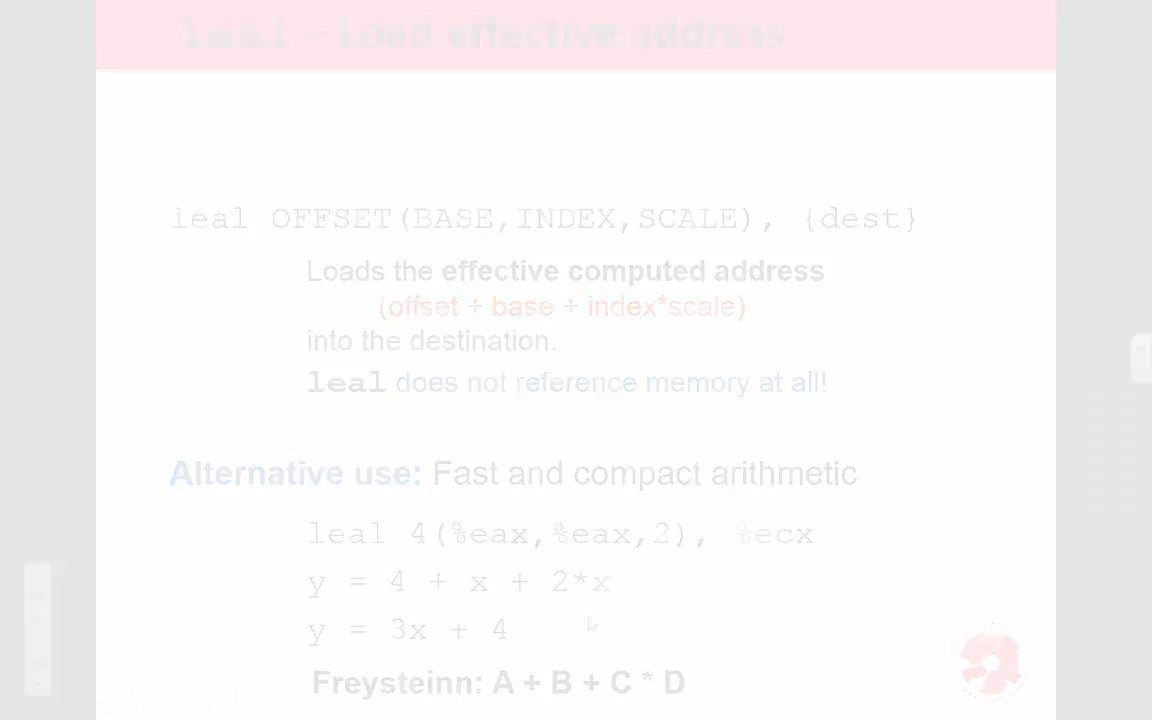 leal – Load effective address
leal OFFSET(BASE,INDEX,SCALE), {dest}
Loads the effective computed address
(offset + base + index*scale)
into the destination.
leal does not reference memory at all!
Alternative use: Fast and compact arithmetic
leal 4(%eax,%eax,2), %ecx
y = 4 + x + 2*x
y = 3x + 4
Freysteinn: A + B + C * D